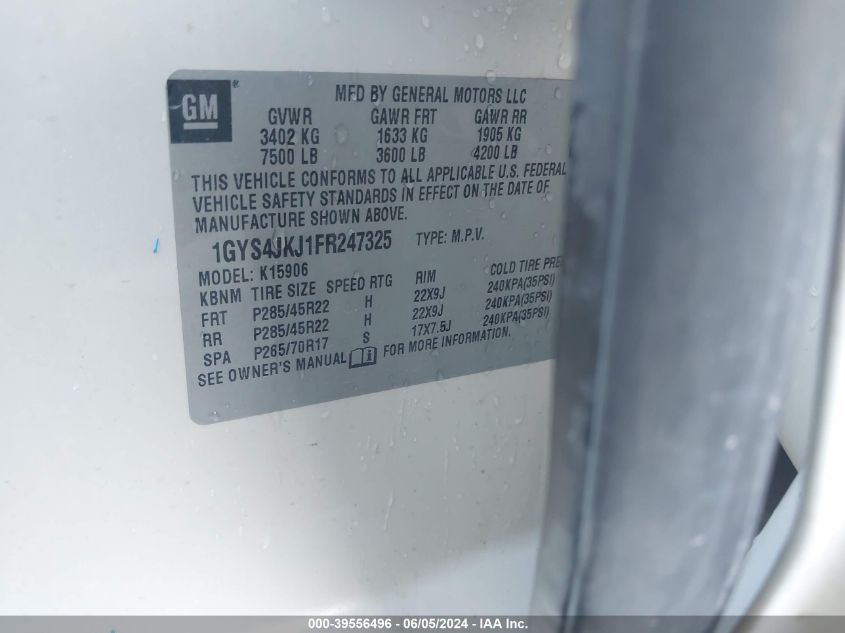 GM
MFD BY GENERAL MOTORS LLC
GVWR GAWR FRT GAWR RR
3402 KG 1633 KG 1905 KG
7500 LB 3600 LB 4200 LB
THIS VEHICLE CONFORMS TO ALL APPLICABLE U.S. FEDERAL
VEHICLE SAFETY STANDARDS IN EFFECT ON THE DATE OF
MANUFACTURE SHOWN ABOVE.
1GYS4JKJ1FR247325 TYPE: M.P.V.
MODEL: K15906
KBNM TIRE SIZE SPEED RTG RIM COLD TIRE PRE
FRT P285/45R22 H 22X9J 240KPA(35PSI)
RR P285/45R22 H 22X9J 240KPA(35PSI)
SPA P265/70R17 S 17X7.5J 240KPA(35PSI)
SEE OWNER'S MANUAL FOR MORE INFORMATION.
000-39556496 - 06/05/2024 - IAA Inc.